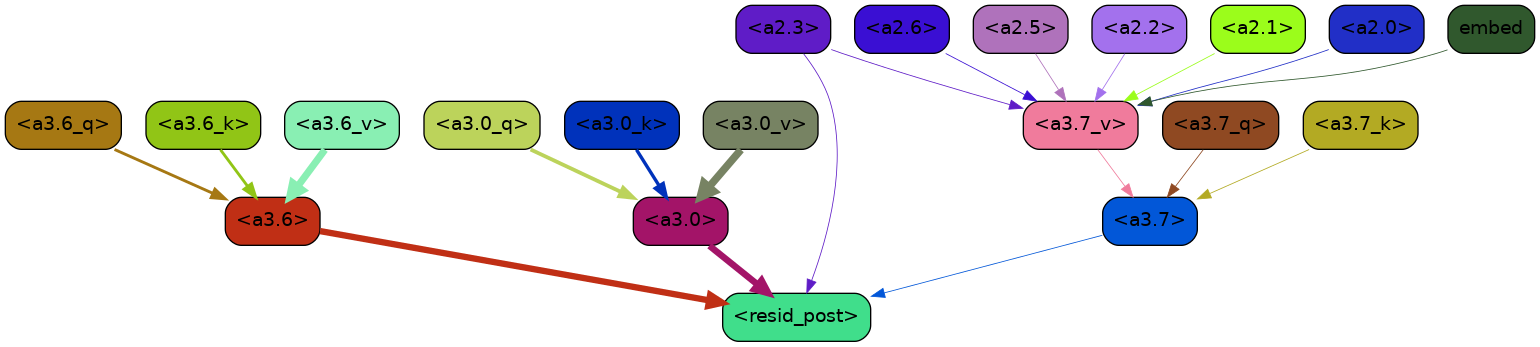 <a2.3>
<a2.6>
<a2.5>
<a2.2>
<a2.1>
<a2.0>
embed
<a3.6_q>
<a3.6_k>
<a3.6_v>
<a3.0_q>
<a3.0_k>
<a3.0_v>
<a3.7_v>
<a3.7_q>
<a3.7_k>
<a3.6>
<a3.0>
<a3.7>
<resid_post>